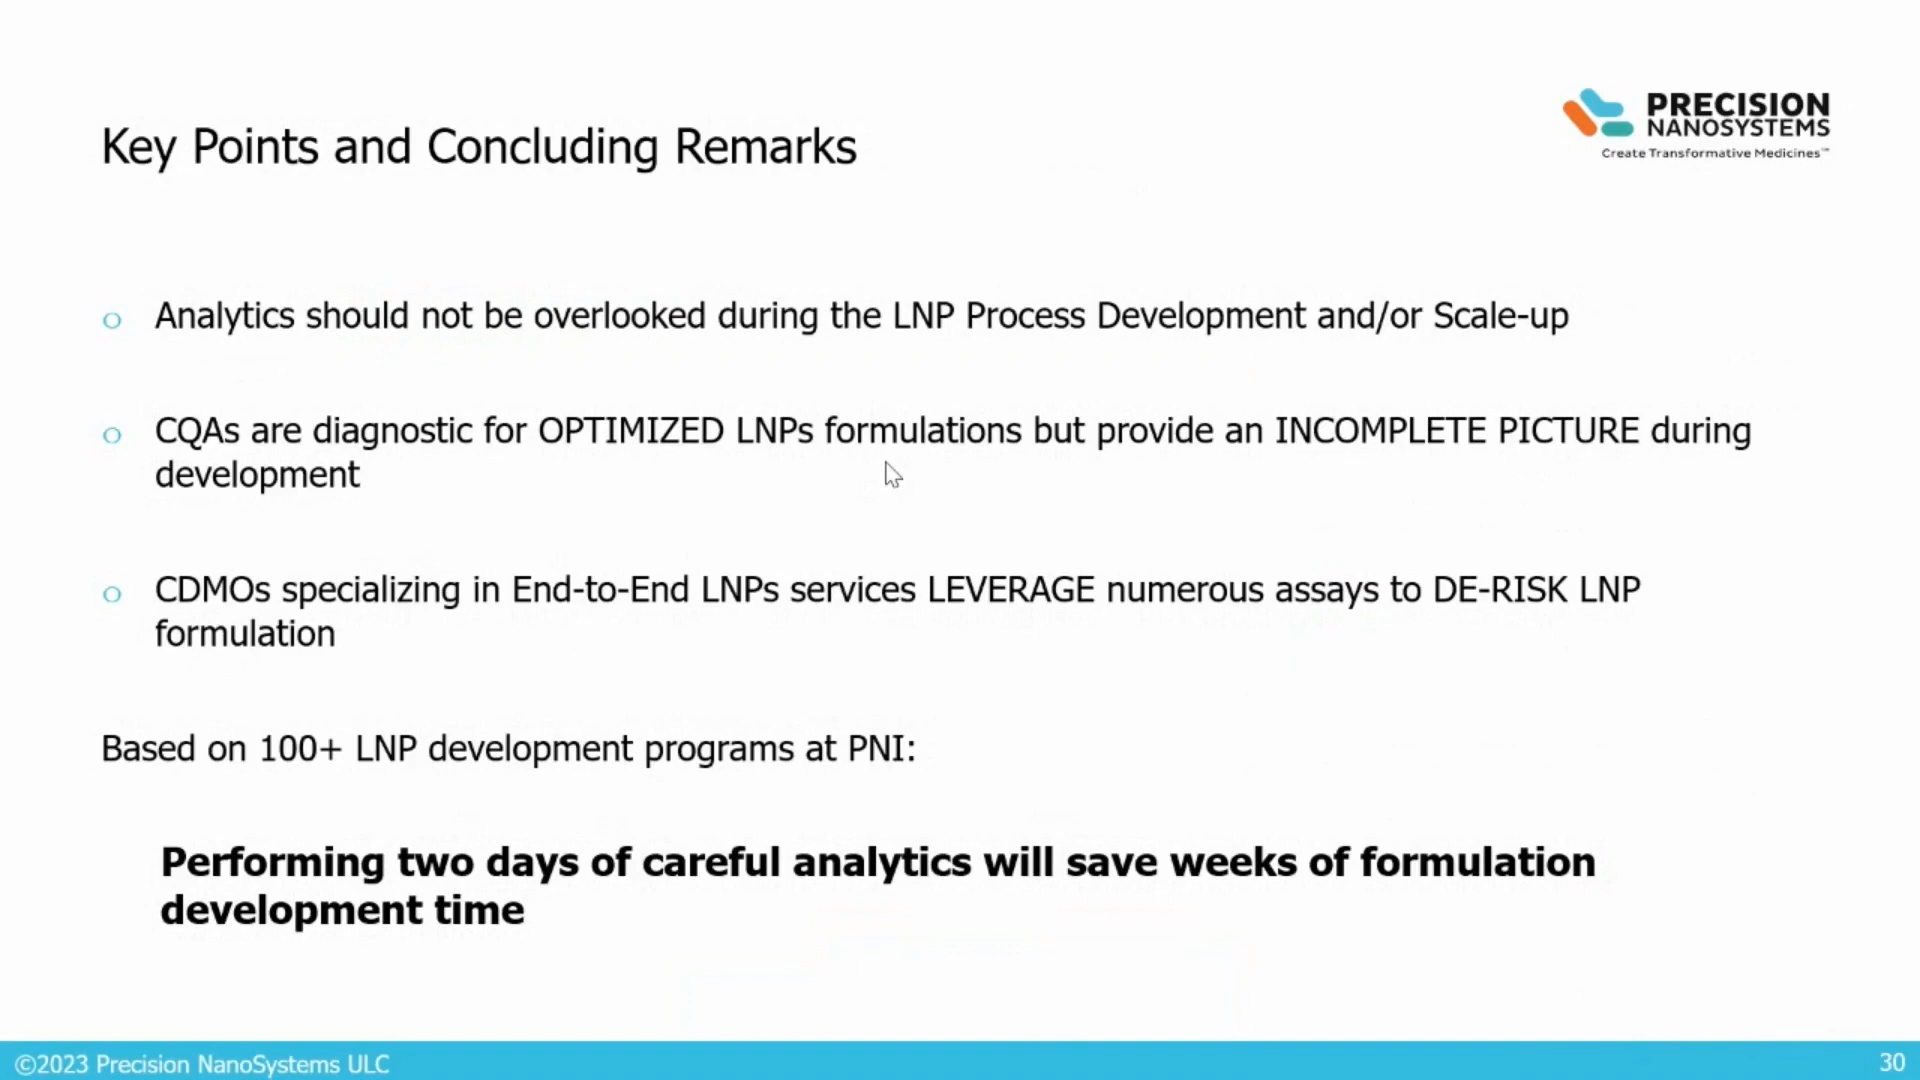 PRECISION
NANOSYSTEMS
Create Transformative Medicines™
Key Points and Concluding Remarks
o Analytics should not be overlooked during the LNP Process Development and/or Scale-up
o CQAs are diagnostic for OPTIMIZED LNPs formulations but provide an INCOMPLETE PICTURE during
development
o CDMOs specializing in End-to-End LNPs services LEVERAGE numerous assays to DE-RISK LNP
formulation
Based on 100+ LNP development programs at PNI:
Performing two days of careful analytics will save weeks of formulation
development time
©2023 Precision NanoSystems ULC
30